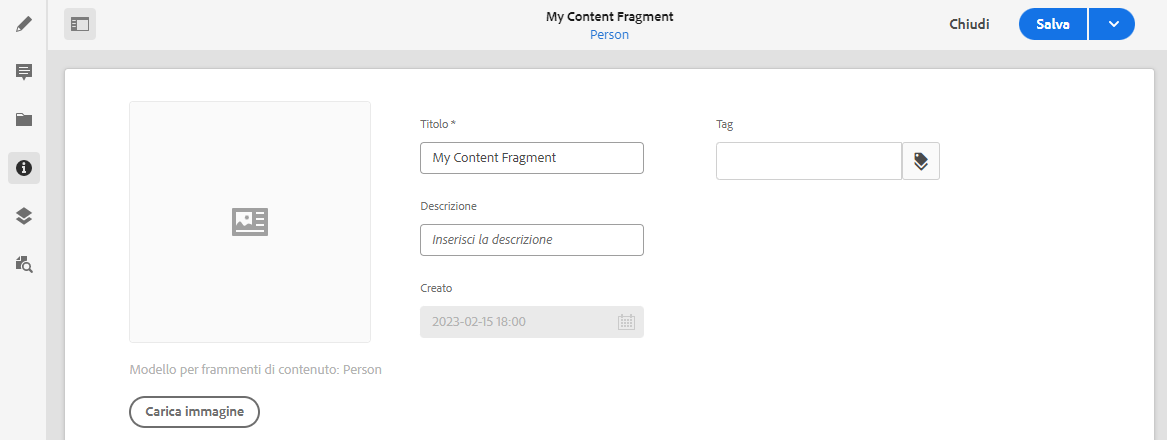 My Content Fragment
Person
Chiudi
Salva
Titolo *
My Content Fragment
Tag
Descrizione
Inserisci la descrizione
Creato
2023-02-15 18:00
Modello per frammenti di contenuto: Person
Carica immagine